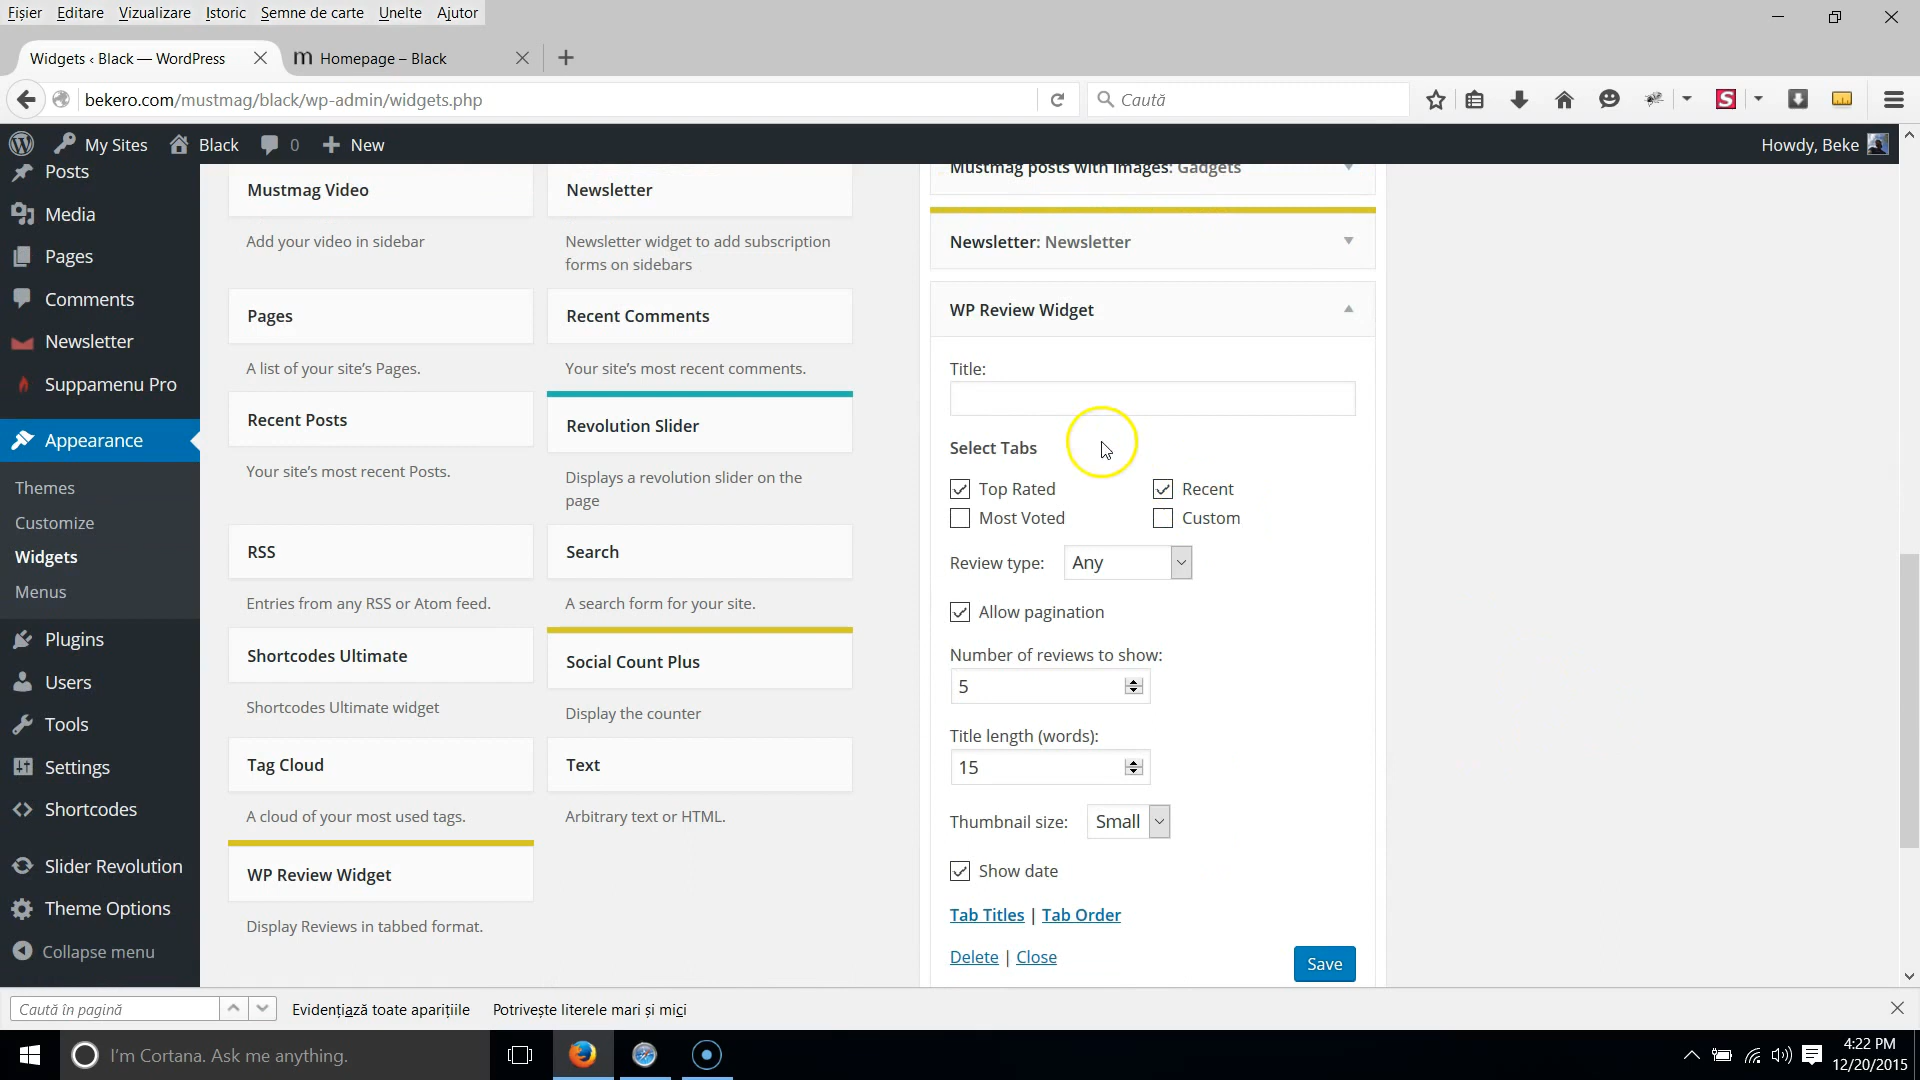 Fișier Editare Vizualizare Istoric Semne de carte Unelte Ajutor
Widgets ‹ Black — WordPress
Homepage – Black
bekero.com/mustmag/black/wp-admin/widgets.php
Caută
My Sites
Black
0
New
Howdy, Beke
Posts
Media
Pages
Comments
Newsletter
Suppamenu Pro
Appearance
Themes
Customize
Widgets
Menus
Plugins
Users
Tools
Settings
Shortcodes
Slider Revolution
Theme Options
Collapse menu
Mustmag Video
Add your video in sidebar
Newsletter
Newsletter widget to add subscription
forms on sidebars
Pages
A list of your site's Pages.
Recent Comments
Your site's most recent comments.
Recent Posts
Your site's most recent Posts.
Revolution Slider
Displays a revolution slider on the
page
RSS
Entries from any RSS or Atom feed.
Search
A search form for your site.
Shortcodes Ultimate
Shortcodes Ultimate widget
Social Count Plus
Display the counter
Tag Cloud
A cloud of your most used tags.
Text
Arbitrary text or HTML.
WP Review Widget
Display Reviews in tabbed format.
Mustmag posts with images: Gadgets
Newsletter: Newsletter
WP Review Widget
Title:
Select Tabs
Top Rated
Recent
Most Voted
Custom
Review type: Any
Allow pagination
Number of reviews to show:
5
Title length (words):
15
Thumbnail size: Small
Show date
Tab Titles | Tab Order
Delete | Close
Save
Caută în pagină
Evidențiază toate aparițiile
Potrivește literele mari și mici
I'm Cortana. Ask me anything.
4:22 PM
12/20/2015